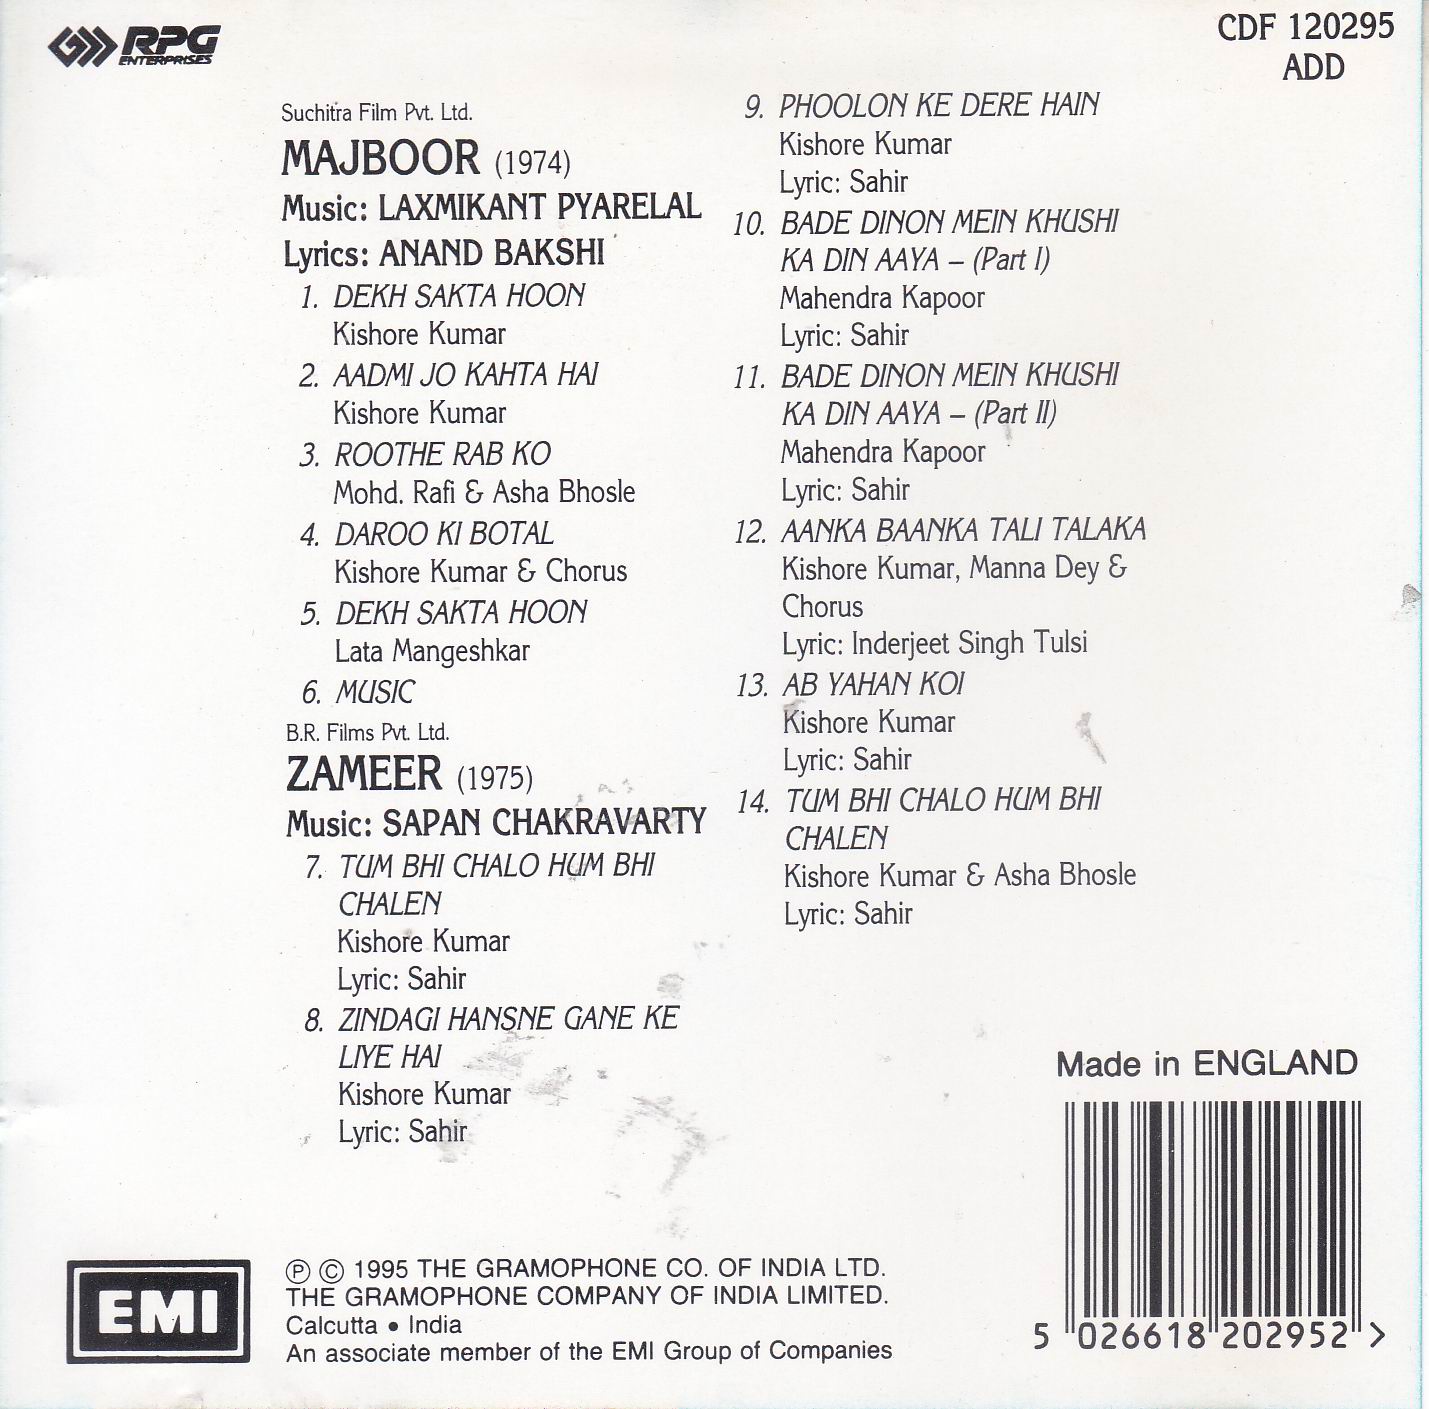 RPG
ENTERPRISES
CDF 120295
ADD
Suchitra Film Pvt. Ltd.
MAJBOOR (1974)
Music: LAXMIKANT PYARELAL
Lyrics: ANAND BAKSHI
1. DEKH SAKTA HOON
Kishore Kumar
2. AADMI JO KAHTA HAI
Kishore Kumar
3. ROOTHE RAB KO
Mohd. Rafi & Asha Bhosle
4. DAROO KI BOTAL
Kishore Kumar & Chorus
5. DEKH SAKTA HOON
Lata Mangeshkar
6. MUSIC
B.R. Films Pvt. Ltd.
ZAMEER (1975)
Music: SAPAN CHAKRAVARTY
7. TUM BHI CHALO HUM BHI
CHALEN
Kishore Kumar
Lyric: Sahir
8. ZINDAGI HANSNE GANE KE
LIYE HAI
Kishore Kumar
Lyric: Sahir
9. PHOOLON KE DERE HAIN
Kishore Kumar
Lyric: Sahir
10. BADE DINON MEIN KHUSHI
KA DIN AAYA – (Part I)
Mahendra Kapoor
Lyric: Sahir
11. BADE DINON MEIN KHUSHI
KA DIN AAYA – (Part II)
Mahendra Kapoor
Lyric: Sahir
12. AANKA BAANKA TALI TALAKA
Kishore Kumar, Manna Dey &
Chorus
Lyric: Inderjeet Singh Tulsi
13. AB YAHAN KOI
Kishore Kumar
Lyric: Sahir
14. TUM BHI CHALO HUM BHI
CHALEN
Kishore Kumar & Asha Bhosle
Lyric: Sahir
Made in ENGLAND
5 026618 202952 >
EMI
℗ © 1995 THE GRAMOPHONE CO. OF INDIA LTD.
THE GRAMOPHONE COMPANY OF INDIA LIMITED.
Calcutta • India
An associate member of the EMI Group of Companies